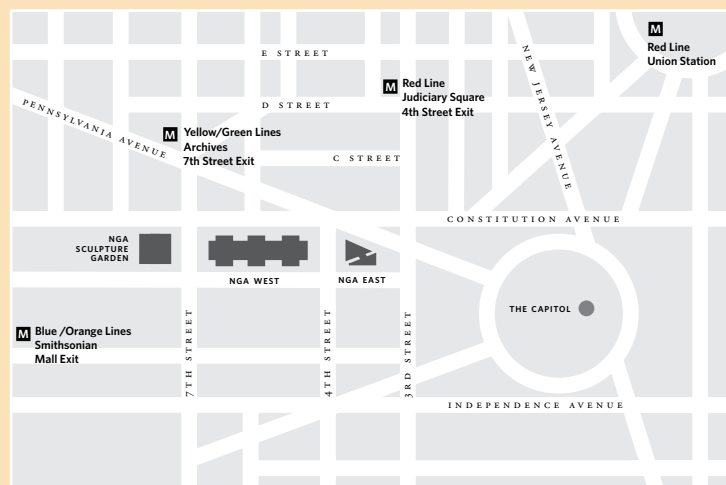 M
Red Line
Union Station
E STREET
NEW JERSEY AVENUE
M
Red Line
Judiciary Square
4th Street Exit
PENNSYLVANIA AVENUE
D STREET
M
Yellow/Green Lines
Archives
7th Street Exit
C STREET
CONSTITUTION AVENUE
NGA
SCULPTURE
GARDEN
NGA WEST
NGA EAST
THE CAPITOL
M
Blue /Orange Lines
Smithsonian
Mall Exit
7TH STREET
4TH STREET
3RD STREET
INDEPENDENCE AVENUE